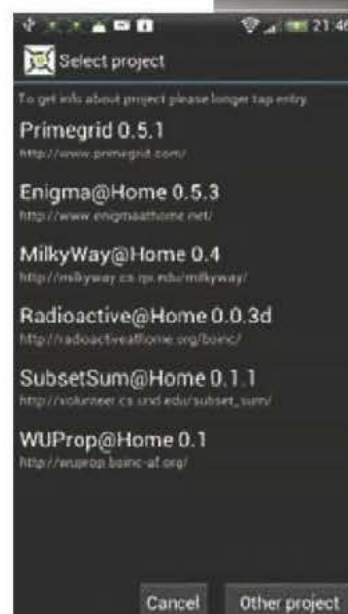 21:46
Select project
To get info about project please longer tap entry
Primegrid 0.5.1
http://www.primegrid.com/
Enigma@Home 0.5.3
http://www.enigmaathome.net/
MilkyWay@Home 0.4
http://milkyway.cs.rpi.edu/milkyway/
Radioactive@Home 0.0.3d
http://radioactiveathome.org/boinc/
SubsetSum@Home 0.1.1
http://volunteer.cs.und.edu/subset_sum/
WUProp@Home 0.1
http://wuprop.boinc-af.org/
Cancel
Other project